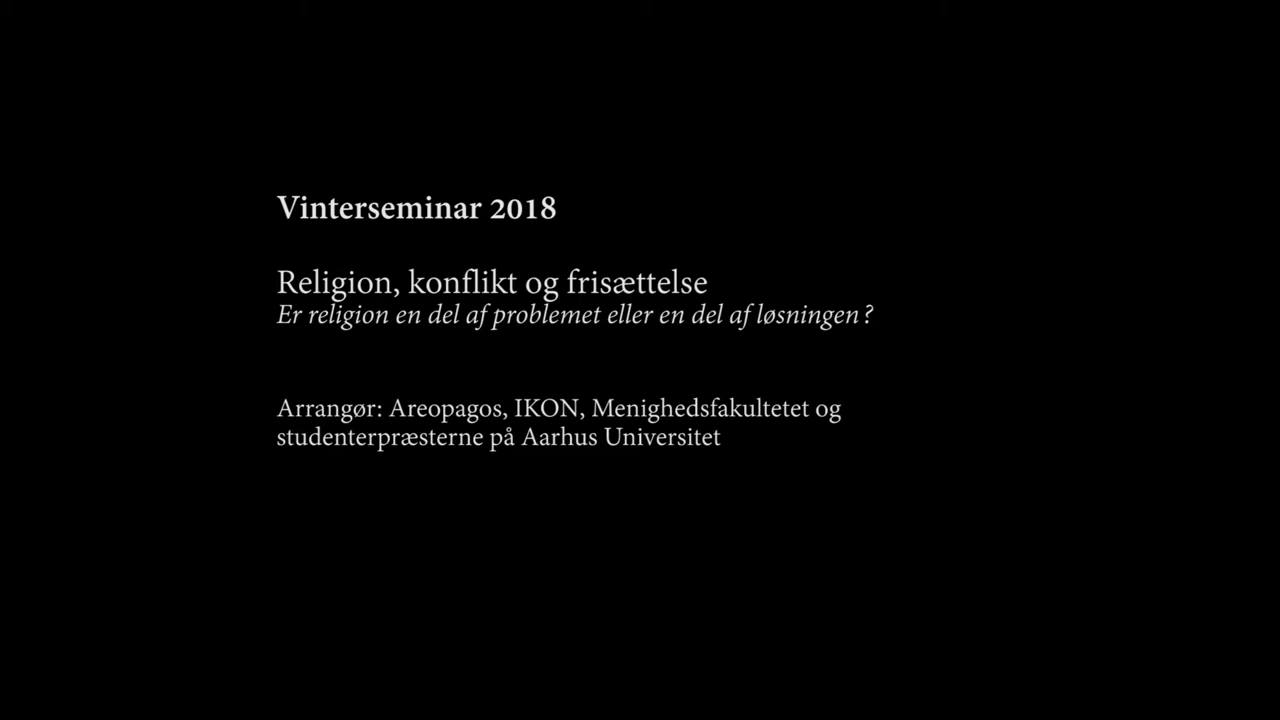 Vinterseminar 2018
Religion, konflikt og frisættelse
Er religion en del af problemet eller en del af løsningen?
Arrangør: Areopagos, IKON, Menighedsfakultetet og
studenterpræsterne på Aarhus Universitet